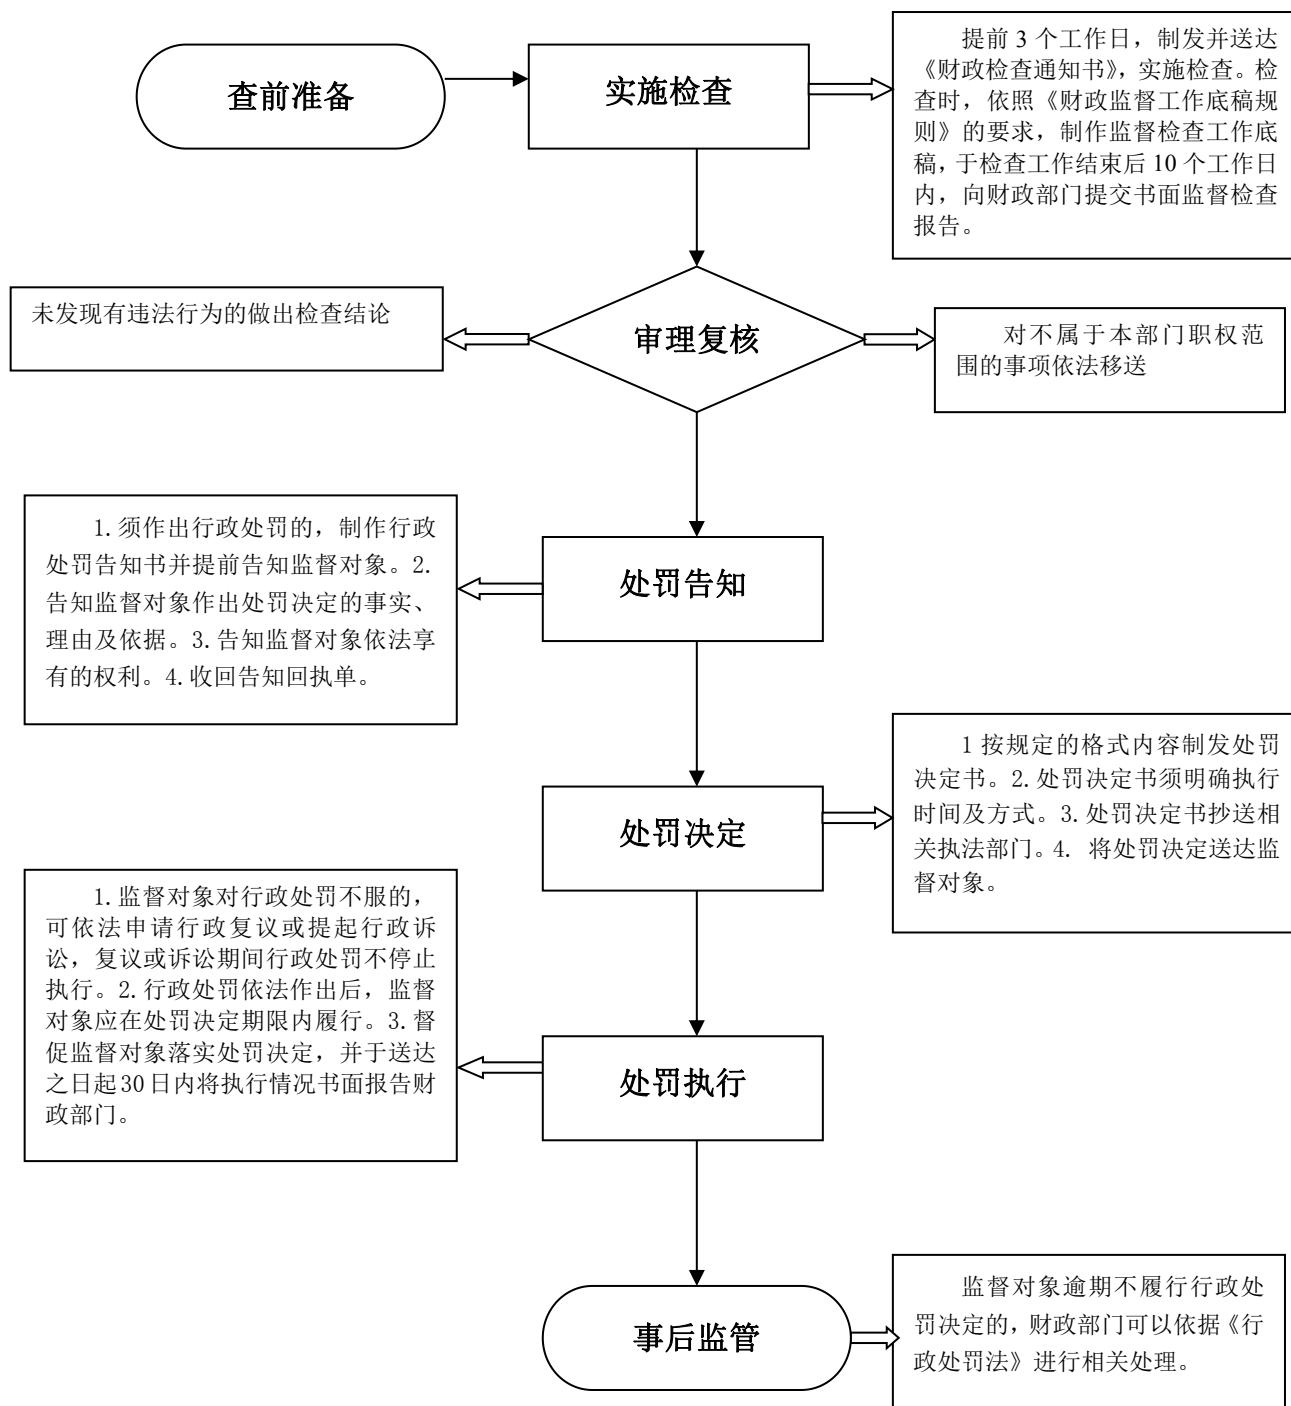 查前准备
实施检查
提前 3 个工作日，制发并送达
《财政检查通知书》，实施检查。检
查时，依照《财政监督工作底稿规
则》的要求，制作监督检查工作底
稿，于检查工作结束后 10 个工作日
内，向财政部门提交书面监督检查
报告。
未发现有违法行为的做出检查结论
审理复核
对不属于本部门职权范
围的事项依法移送
1.须作出行政处罚的，制作行政
处罚告知书并提前告知监督对象。2.
告知监督对象作出处罚决定的事实、
理由及依据。3.告知监督对象依法享
有的权利。4.收回告知回执单。
处罚告知
处罚决定
1 按规定的格式内容制发处罚
决定书。2.处罚决定书须明确执行
时间及方式。3.处罚决定书抄送相
关执法部门。4. 将处罚决定送达监
督对象。
1.监督对象对行政处罚不服的，
可依法申请行政复议或提起行政诉
讼，复议或诉讼期间行政处罚不停止
执行。2.行政处罚依法作出后，监督
对象应在处罚决定期限内履行。3.督
促监督对象落实处罚决定，并于送达
之日起 30 日内将执行情况书面报告财
政部门。
处罚执行
事后监管
监督对象逾期不履行行政处
罚决定的，财政部门可以依据《行
政处罚法》进行相关处理。